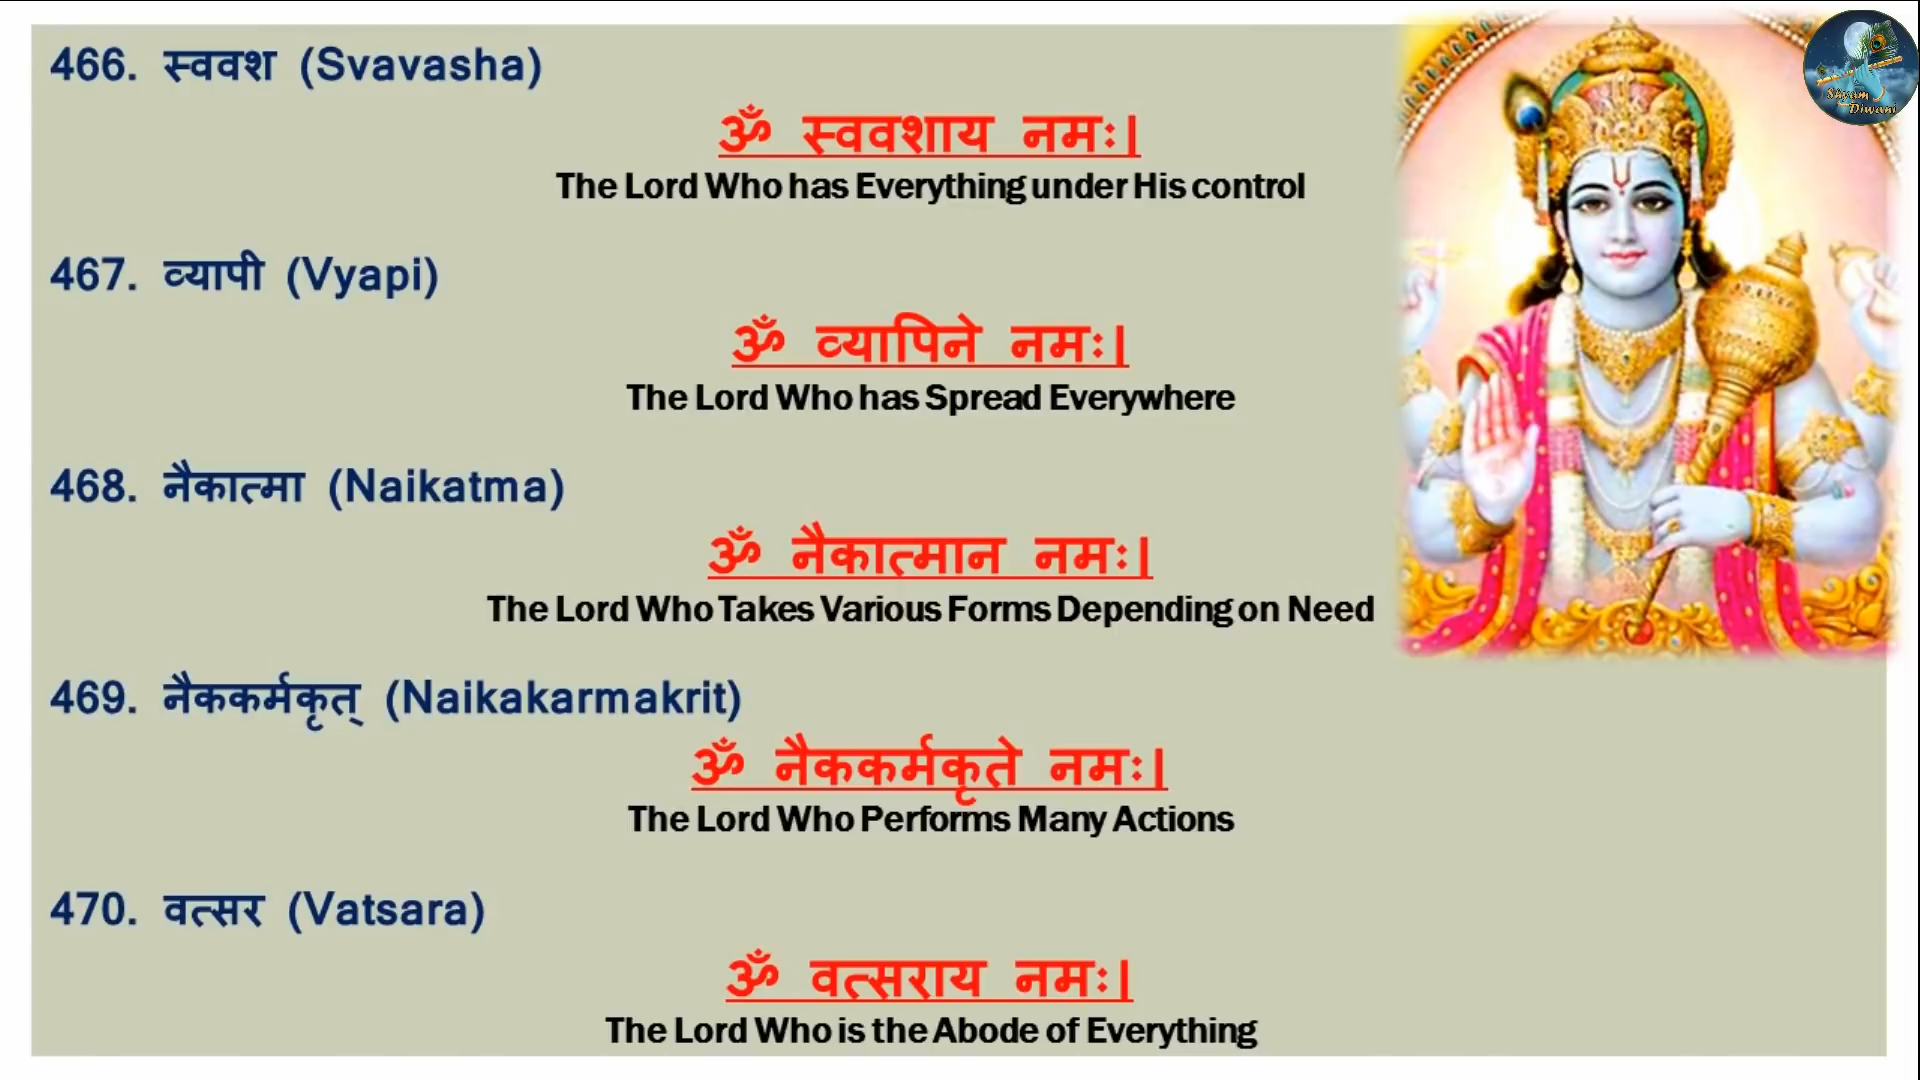 466. स्ववश (Svavasha)
ॐ स्ववशाय नमः|
The Lord Who has Everything under His control
467. व्यापी (Vyapi)
ॐ व्यापिने नमः|
The Lord Who has Spread Everywhere
468. नैकात्मा (Naikatma)
ॐ नैकात्मान नमः|
The Lord Who Takes Various Forms Depending on Need
469. नैककर्मकृत् (Naikakarmakrit)
ॐ नैककर्मकृते नमः|
The Lord Who Performs Many Actions
470. वत्सर (Vatsara)
ॐ वत्सराय नमः|
The Lord Who is the Abode of Everything
Shyam
Diwani